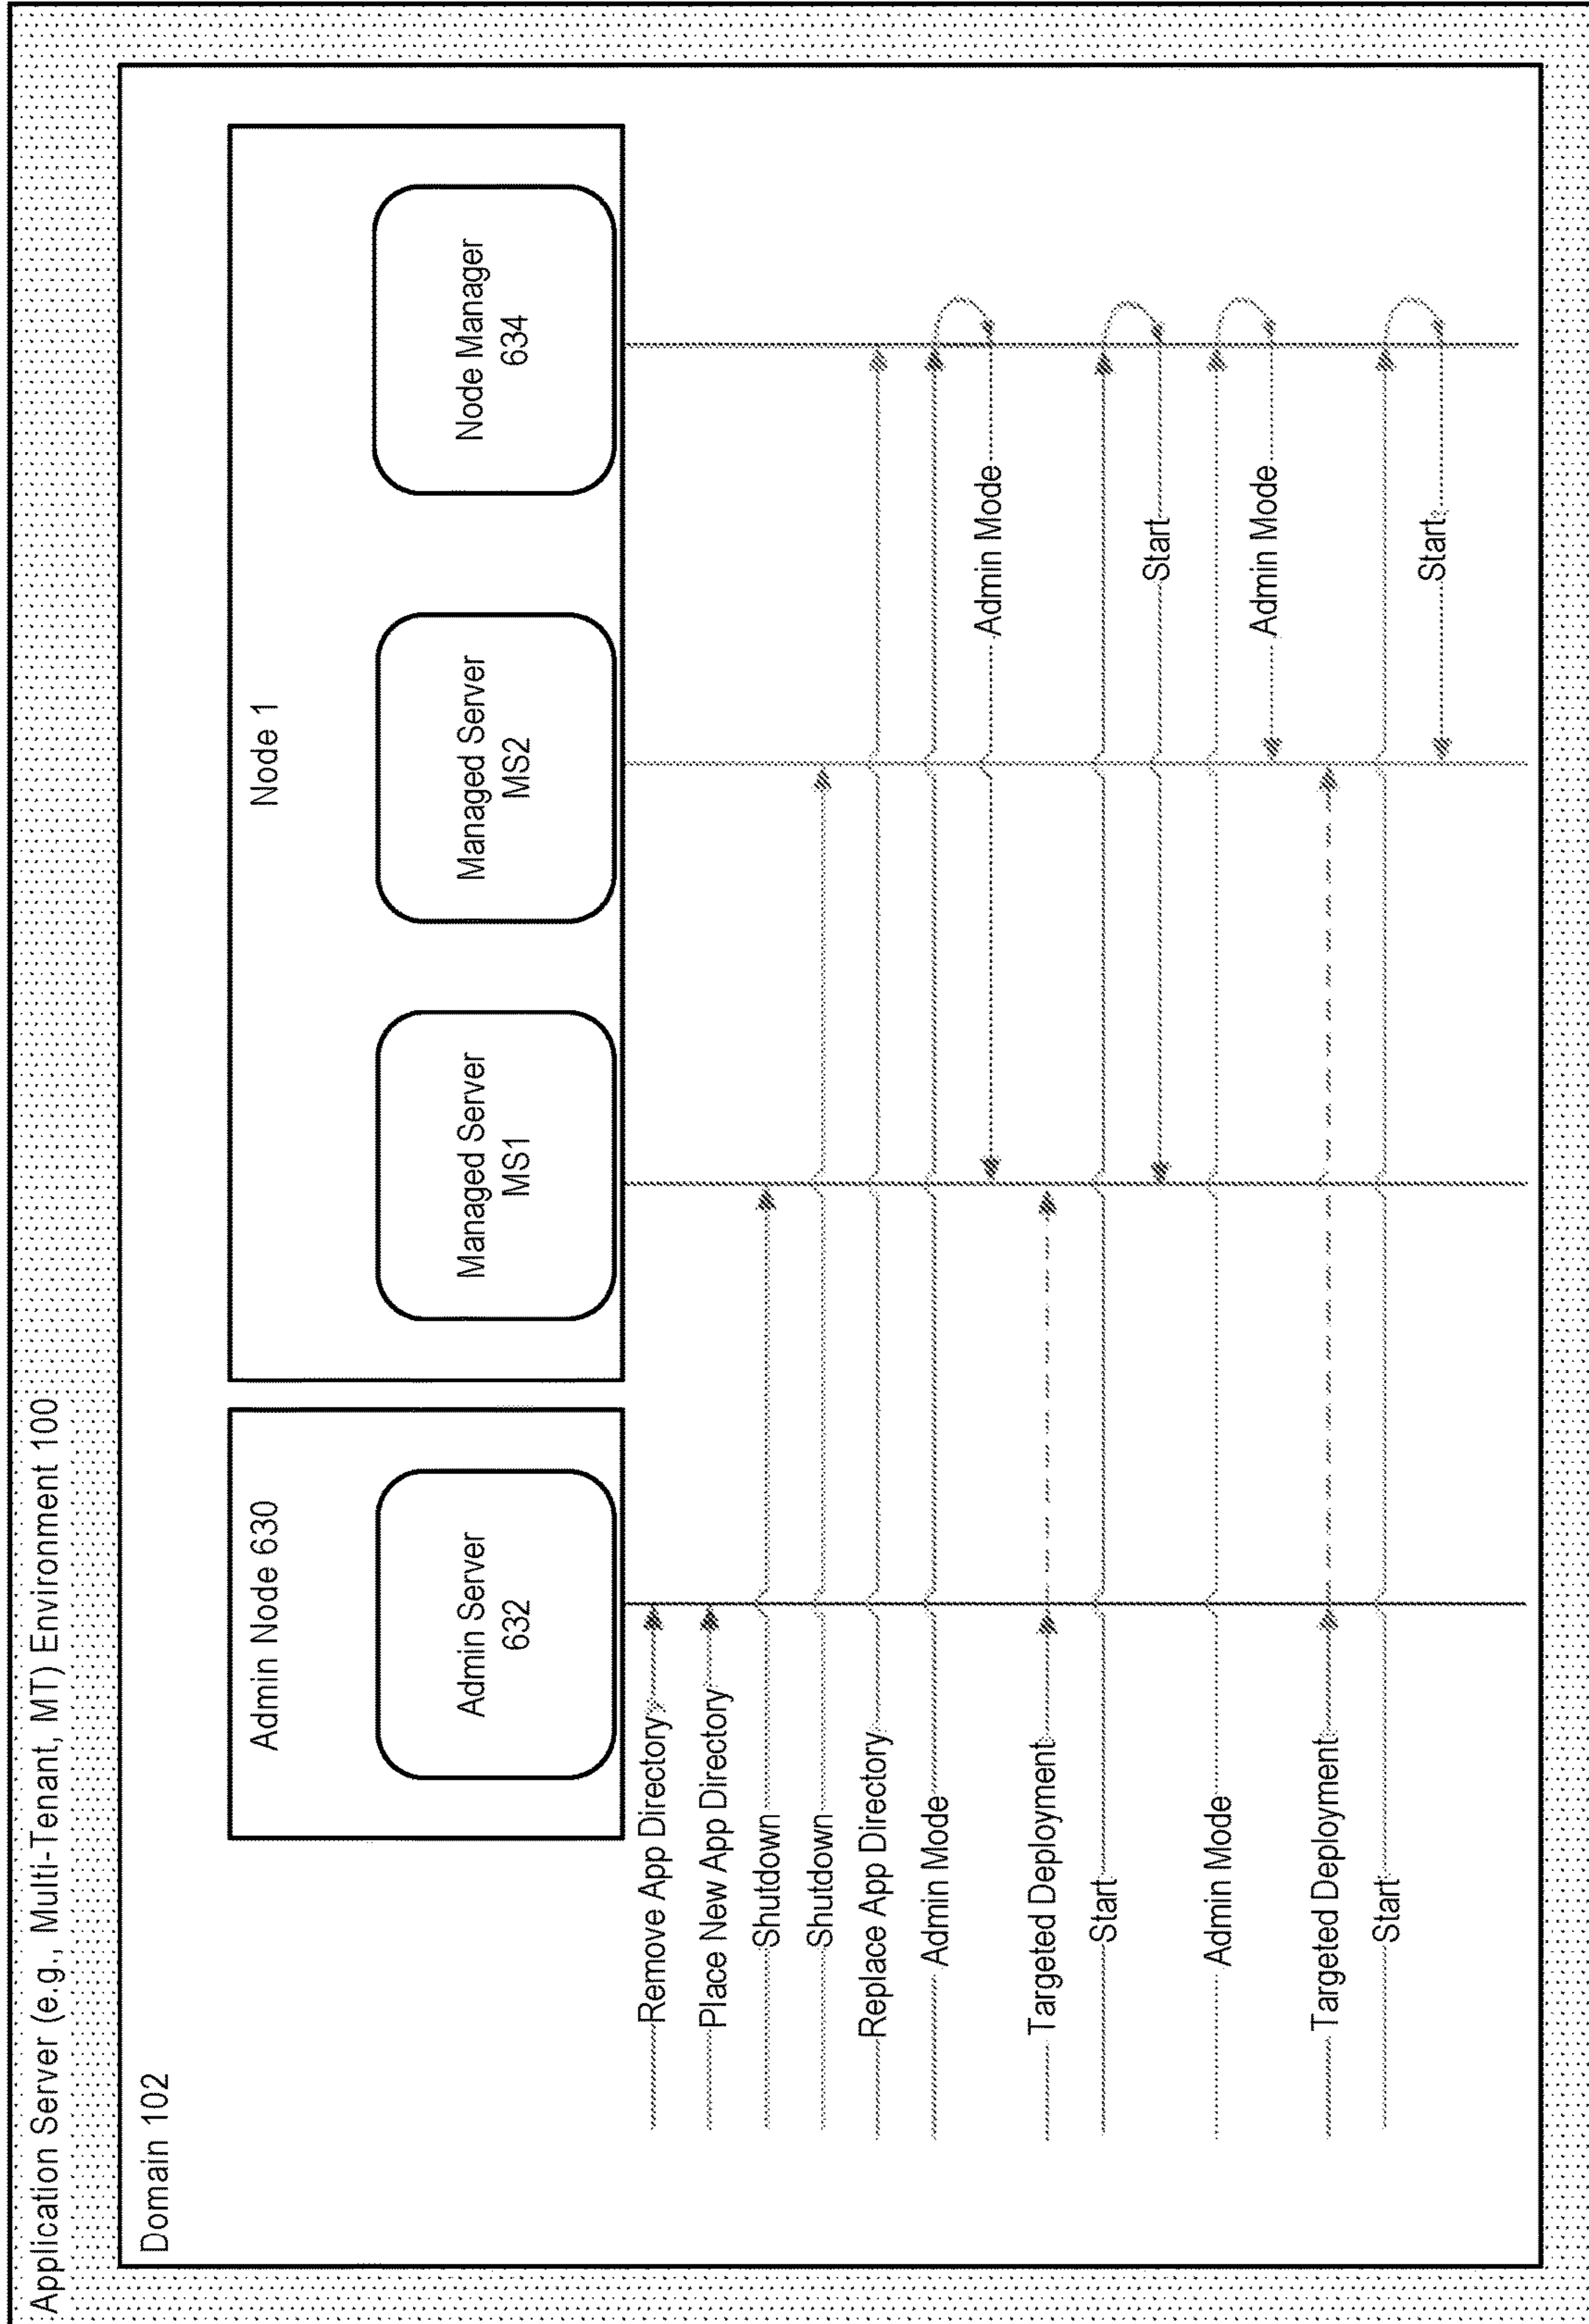 Application Server (e.g., Multi-Tenant, MT) Environment 100
Domain 102
Admin Node 630
Admin Server
632
Node 1
Managed Server
MS1
Managed Server
MS2
Node Manager
634
Remove App Directory
Place New App Directory
Shutdown
Shutdown
Replace App Directory
Admin Mode
Admin Mode
Targeted Deployment
Start
Start
Admin Mode
Admin Mode
Targeted Deployment
Start
Start